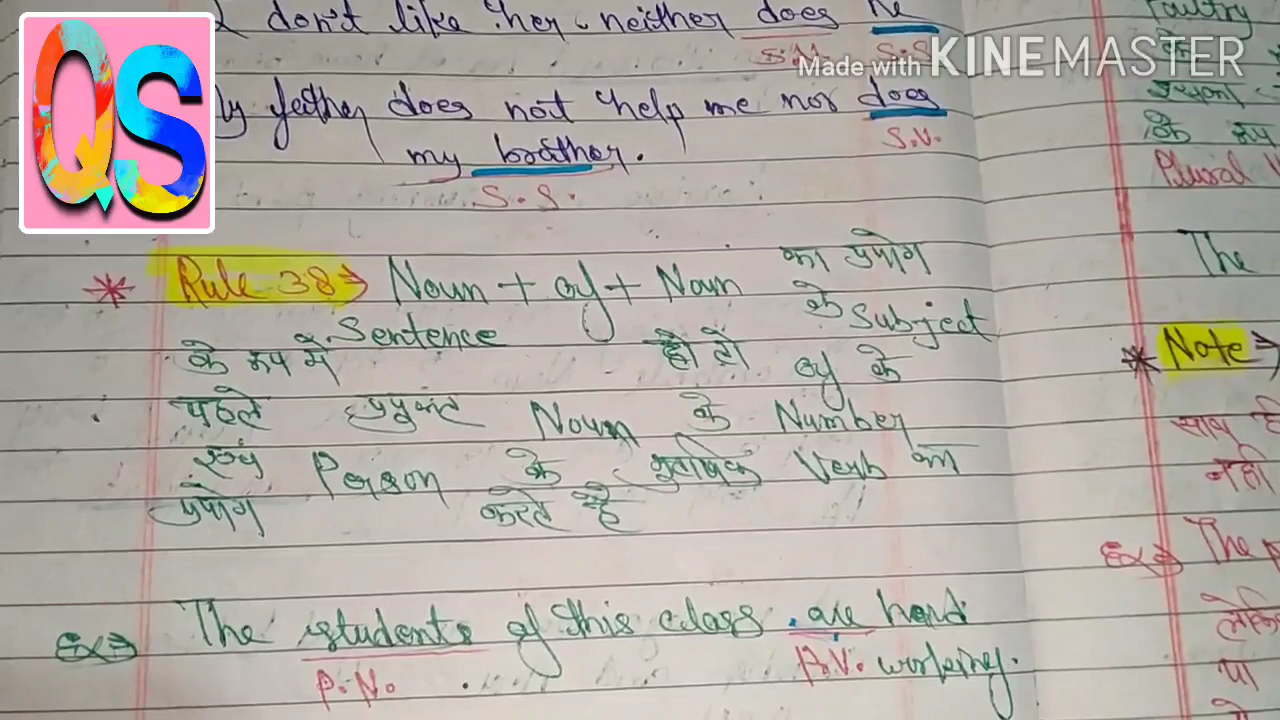 QS
Made with KINEMASTER
I don't like her. neither does he
S.S.
My father does not help me nor does
S.V.
my brother.
S. S.
* Rule 38⇒ Noun + of + Noun का प्रयोग
Sentence के Subject
के रूप में हो तो of के
पहले प्रयुक्त Noun के Number
एवं Person के मुताबिक Verb का
प्रयोग करते है
Ex⇒ The students of this class are hard
P.N. P.V. working.
Paultry
के
के रूप
Plural
The
* Note⇒
नही
Ex⇒ The
या